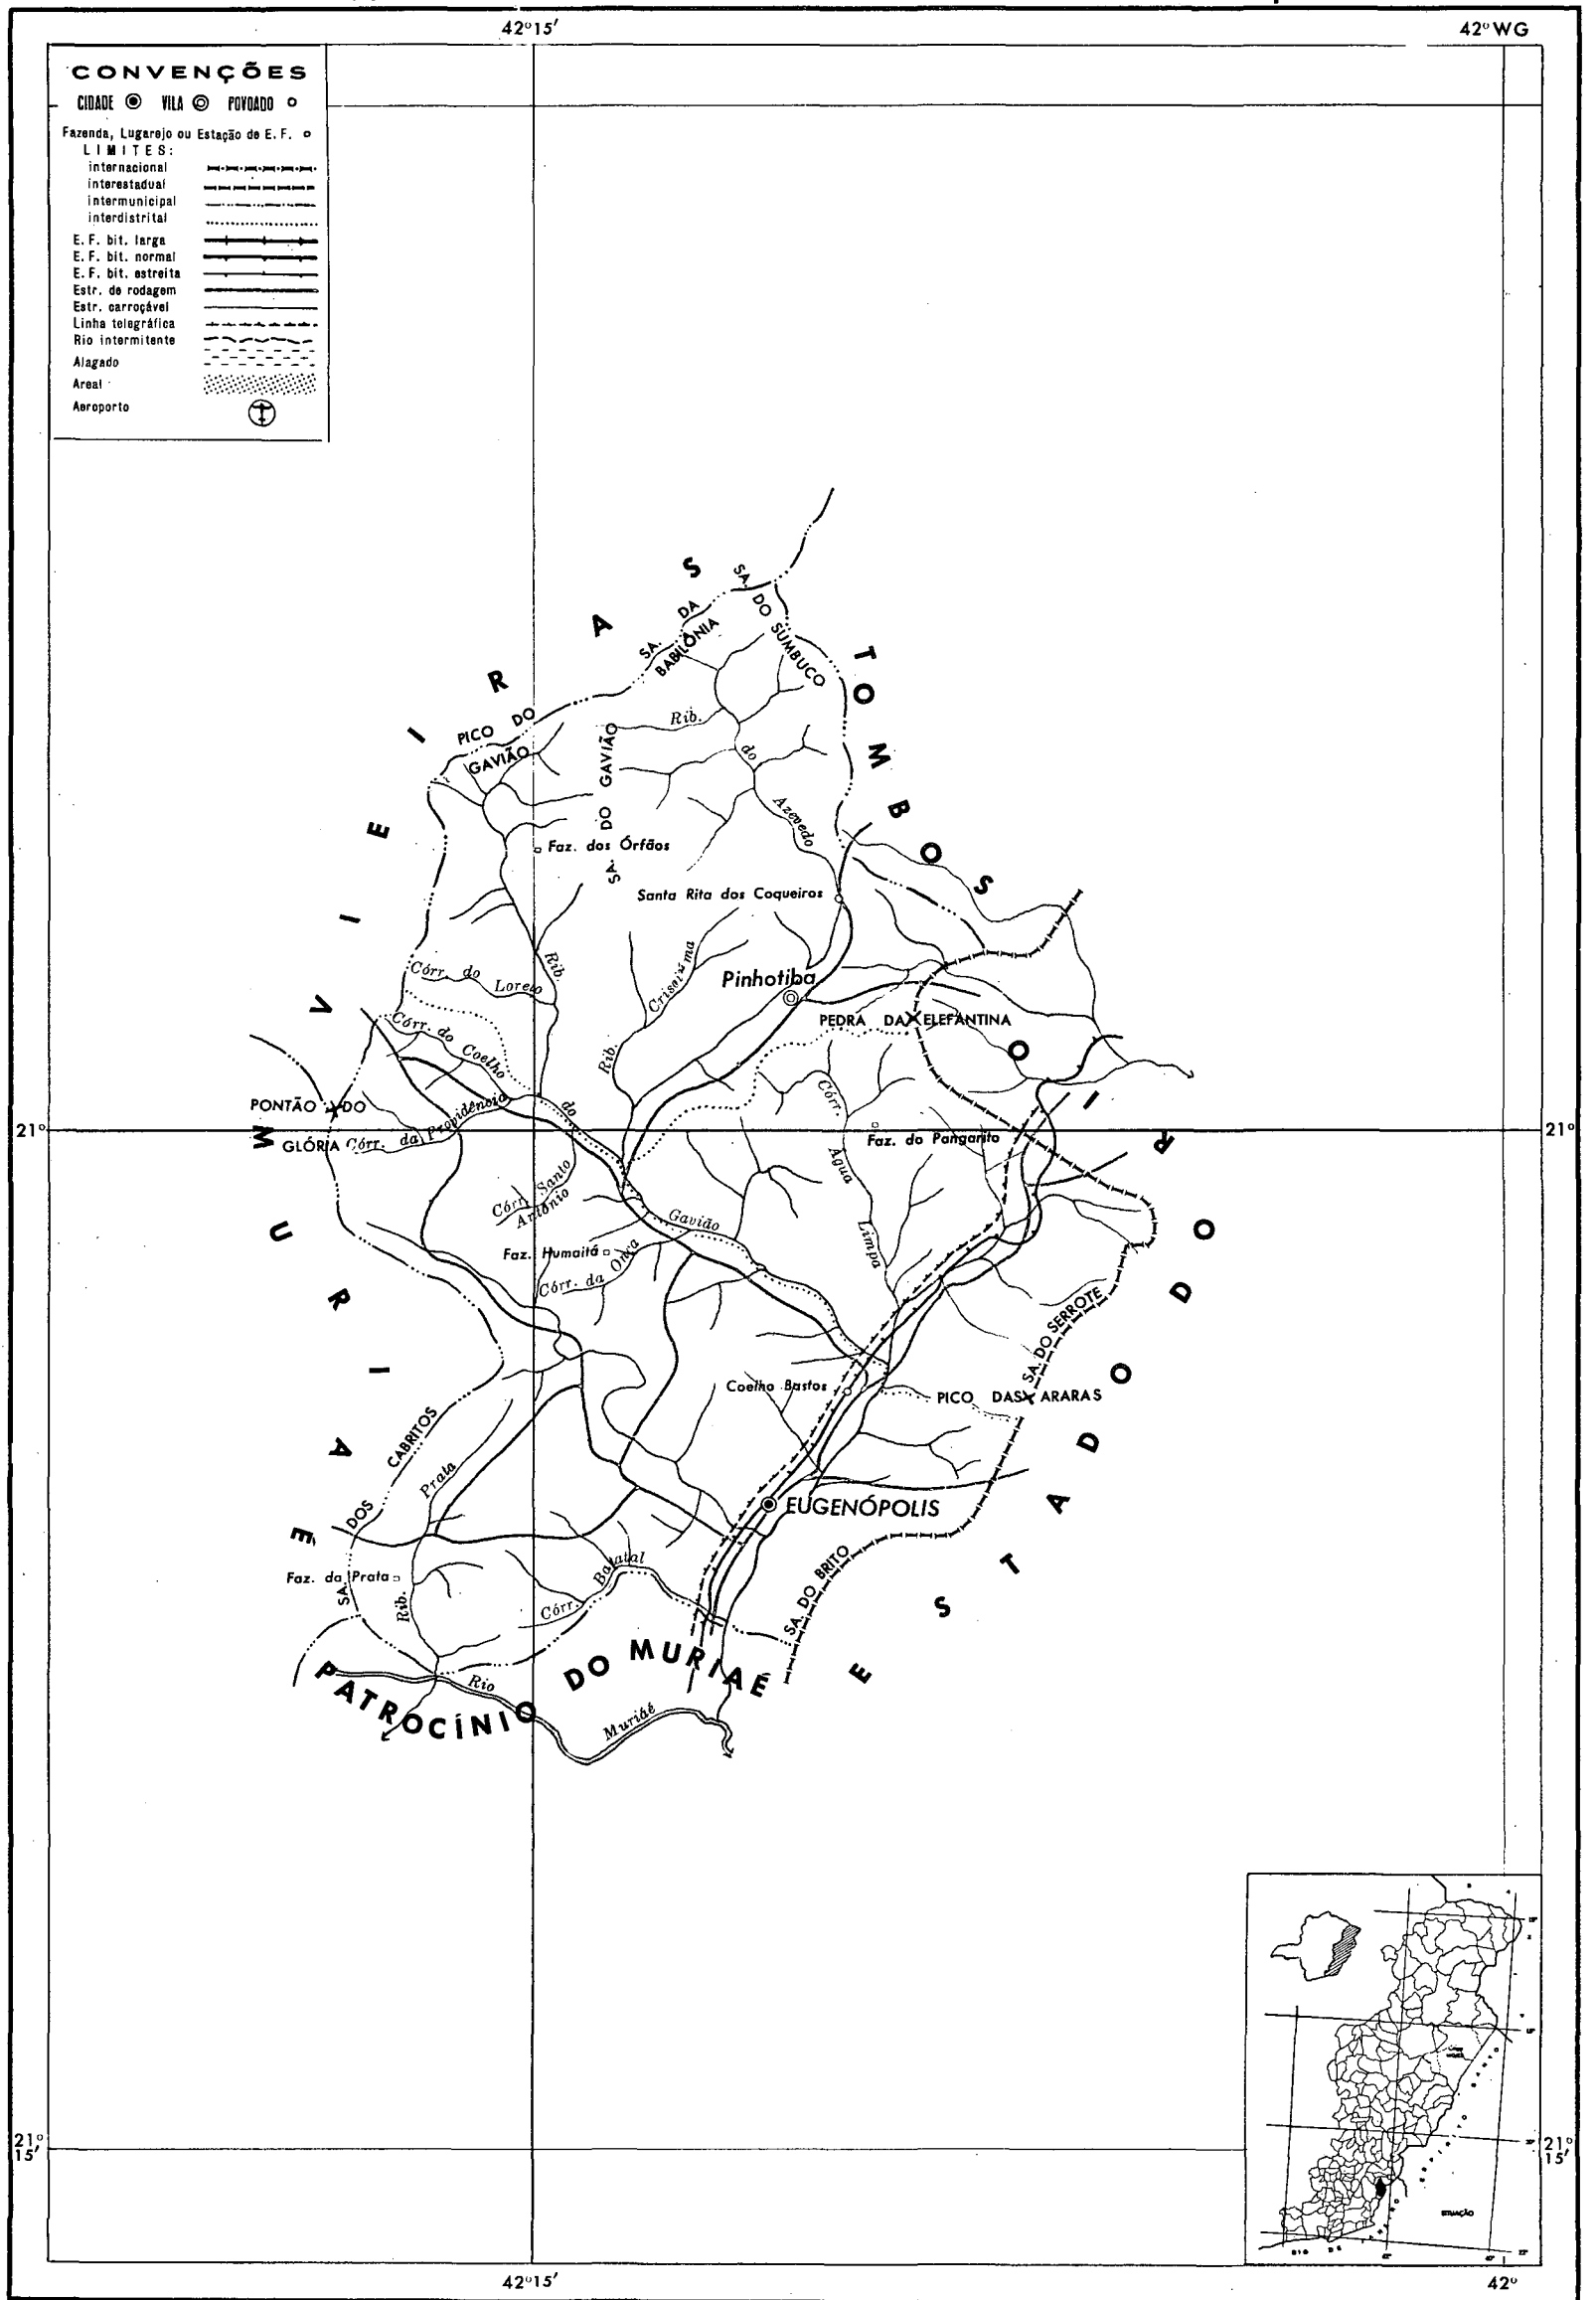 42°15′
42° WG
CONVENÇÕES
CIDADE VILA POVOADO
Fazenda, Lugarejo ou Estação de E. F.
LIMITES:
internacional
interestadual
intermunicipal
interdistrital
E. F. bit. larga
E. F. bit. normal
E. F. bit. estreita
Estr. de rodagem
Estr. carroçável
Linha telegráfica
Rio intermitente
Alagado
Areal
Aeroporto
VIEIRAS
TOMBOS
SA. DA
BABILÔNIA
SA. DO SUMBUCO
PICO DO
GAVIÃO
SA. DO GAVIÃO
Rib. do Azevedo
Faz. dos Órfãos
Santa Rita dos Coqueiros
Rib.
Córr. do Loreto
Rib. Crisciúma
Pinhotiba
Córr. do Coelho
PEDRA DA ELEFANTINA
PONTÃO DO
GLÓRIA
Córr. da Providência
do
21°
21°
Córr. Água Limpa
Faz. do Pangarito
Córr. Santo
Antônio
Gavião
Faz. Humaitá
Córr. da Onça
MURIAÉ
ESTADO DO RIO
SA. DO SERROTE
Coelho Bastos
PICO DAS ARARAS
SA. DOS CABRITOS
Prata
EUGENÓPOLIS
SA. DO BRITO
Faz. da Prata
Rib.
Córr. Batatal
PATROCÍNIO DO MURIAÉ
Rio Muriáé
21°
15′
21°
15′
SITUAÇÃO
42°15′
42°